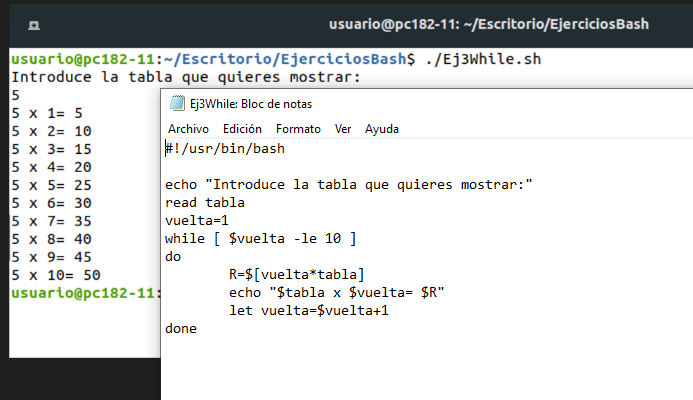 usuario@pc182-11: ~/Escritorio/EjerciciosBash
usuario@pc182-11:~/Escritorio/EjerciciosBash$ ./Ej3While.sh
Introduce la tabla que quieres mostrar:
5
5 x 1= 5
5 x 2= 10
5 x 3= 15
5 x 4= 20
5 x 5= 25
5 x 6= 30
5 x 7= 35
5 x 8= 40
5 x 9= 45
5 x 10= 50
usuario@pc182-11:
Ej3While: Bloc de notas
Archivo Edición Formato Ver Ayuda
#!/usr/bin/bash

echo "Introduce la tabla que quieres mostrar:"
read tabla
vuelta=1
while [ $vuelta -le 10 ]
do
        R=$[vuelta*tabla]
        echo "$tabla x $vuelta= $R"
        let vuelta=$vuelta+1
done